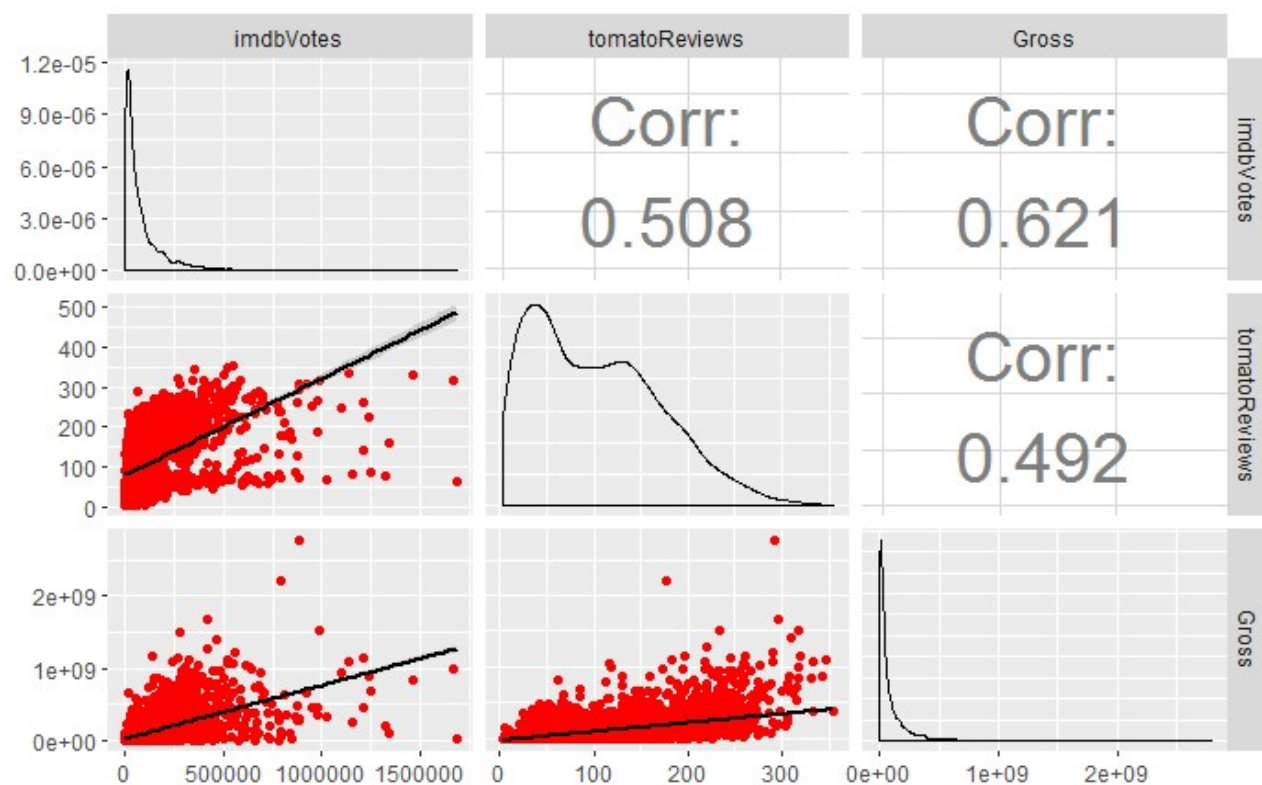 imdbVotes
tomatoReviews
Gross
1.2e-05
9.0e-06
6.0e-06
3.0e-06
0.0e+00
Corr:
0.508
Corr:
0.621
imdbVotes
500
400
300
200
100
0
Corr:
0.492
tomatoReviews
2e+09
1e+09
0e+00
Gross
0 500000 1000000 1500000
0 100 200 300
0e+00 1e+09 2e+09